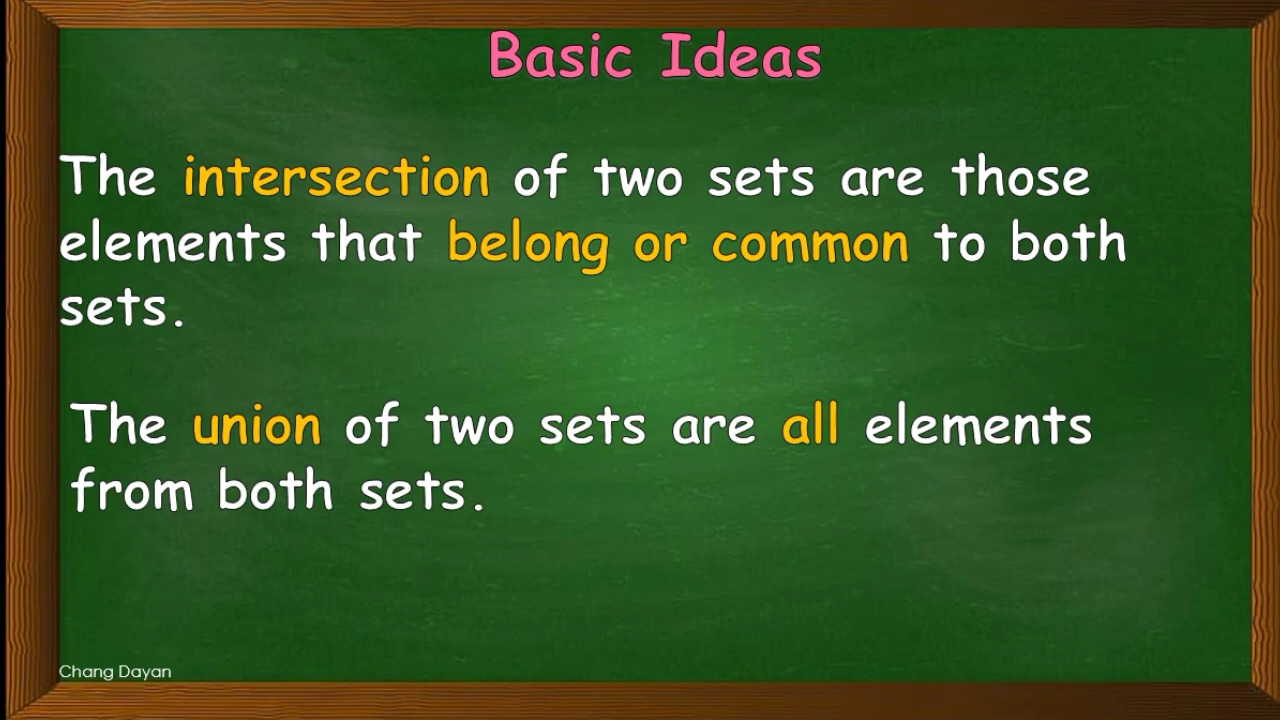 Basic Ideas
The intersection of two sets are those
elements that belong or common to both
sets.
The union of two sets are all elements
from both sets.
Chang Dayan